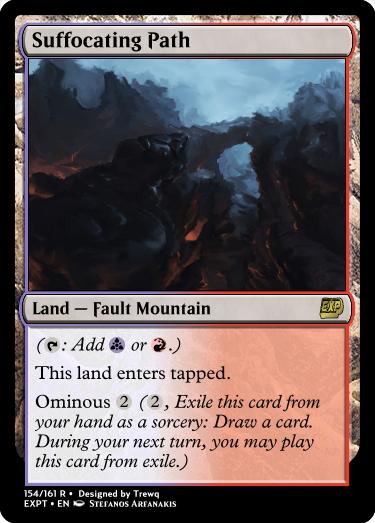 Suffocating Path
Land — Fault Mountain
EXP
(: Add or .)
This land enters tapped.
Ominous 2 (2, Exile this card from
your hand as a sorcery: Draw a card.
During your next turn, you may play
this card from exile.)
154/161 R • Designed by Trewq
EXPT • EN Stefanos Arfanakis